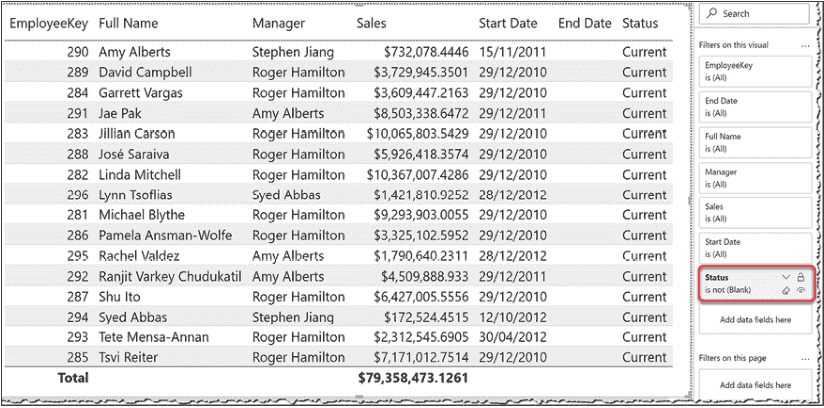 EmployeeKey Full Name Manager Sales Start Date End Date Status
290 Amy Alberts Stephen Jiang $732,078.4446 15/11/2011 Current
289 David Campbell Roger Hamilton $3,729,945.3501 29/12/2010 Current
284 Garrett Vargas Roger Hamilton $3,609,447.2163 29/12/2010 Current
291 Jae Pak Amy Alberts $8,503,338.6472 29/12/2011 Current
283 Jillian Carson Roger Hamilton $10,065,803.5429 29/12/2010 Current
288 José Saraiva Roger Hamilton $5,926,418.3574 29/12/2010 Current
282 Linda Mitchell Roger Hamilton $10,367,007.4286 29/12/2010 Current
296 Lynn Tsoflias Syed Abbas $1,421,810.9252 28/12/2012 Current
281 Michael Blythe Roger Hamilton $9,293,903.0055 29/12/2010 Current
286 Pamela Ansman-Wolfe Roger Hamilton $3,325,102.5952 29/12/2010 Current
295 Rachel Valdez Amy Alberts $1,790,640.2311 28/12/2012 Current
292 Ranjit Varkey Chudukatil Amy Alberts $4,509,888.933 29/12/2011 Current
287 Shu Ito Roger Hamilton $6,427,005.5556 29/12/2010 Current
294 Syed Abbas Stephen Jiang $172,524.4515 12/10/2012 Current
293 Tete Mensa-Annan Roger Hamilton $2,312,545.6905 30/04/2012 Current
285 Tsvi Reiter Roger Hamilton $7,171,012.7514 29/12/2010 Current
Total $79,358,473.1261
Search
Filters on this visual ...
EmployeeKey
is (All)
End Date
is (All)
Full Name
is (All)
Manager
is (All)
Sales
is (All)
Start Date
is (All)
Status
is not (Blank)
Add data fields here
Filters on this page ...
Add data fields here